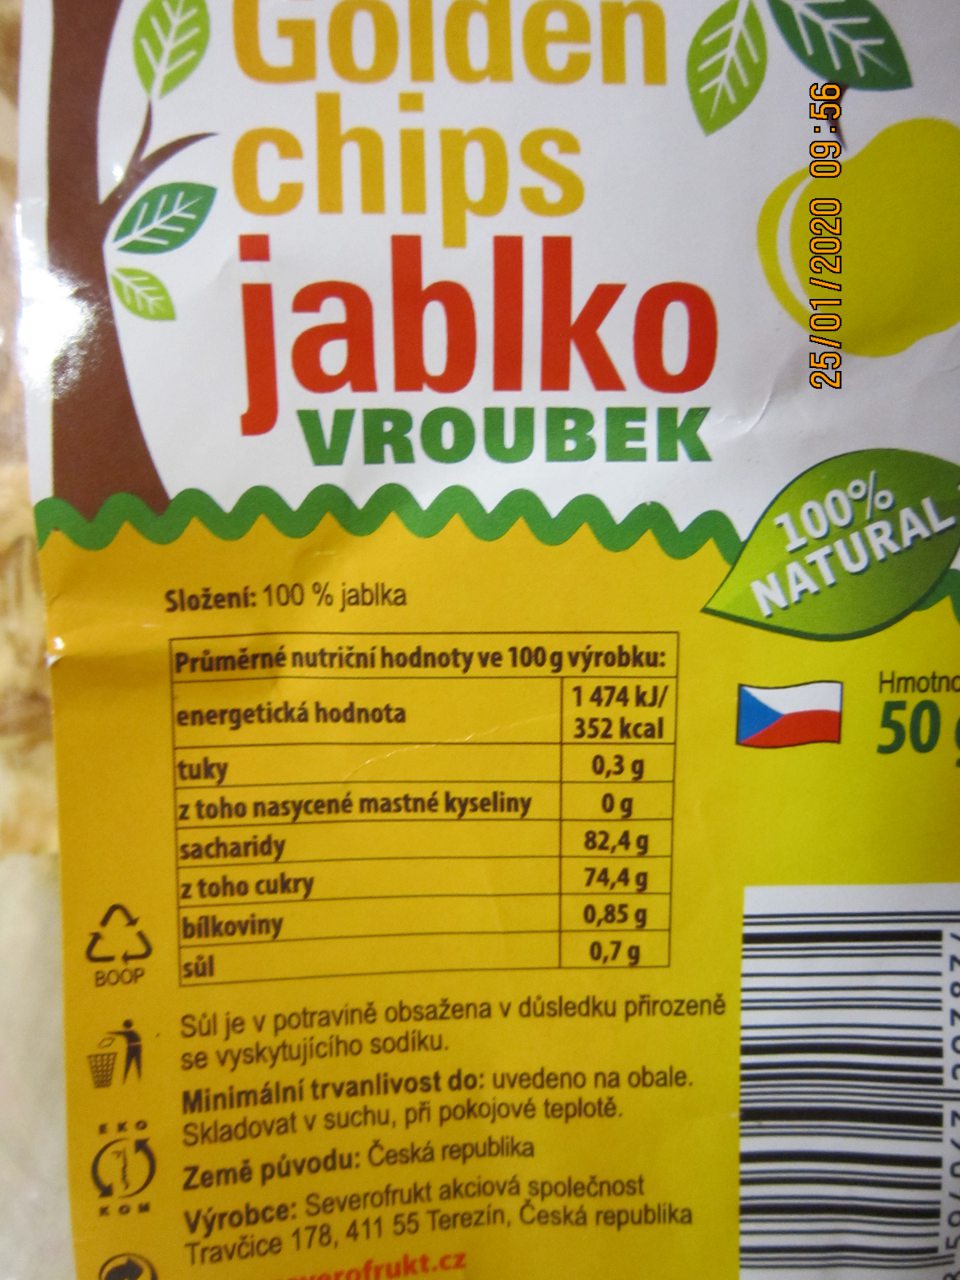 Golden
chips
jablko
VROUBEK
25/01/2020 09:56
100%
NATURAL
Složení: 100 % jablka
Průměrné nutriční hodnoty ve 100 g výrobku:
energetická hodnota 1 474 kJ/
352 kcal
tuky 0,3 g
z toho nasycené mastné kyseliny 0 g
sacharidy 82,4 g
z toho cukry 74,4 g
bílkoviny 0,85 g
sůl 0,7 g
50
BOOP
Sůl je v potravině obsažena v důsledku přirozeně
se vyskytujícího sodíku.
Minimální trvanlivost do: uvedeno na obale.
Skladovat v suchu, při pokojové teplotě.
Země původu: Česká republika
Výrobce: Severofrukt akciová společnost
Travčice 178, 411 55 Terezín, Česká republika
EKO
KOM